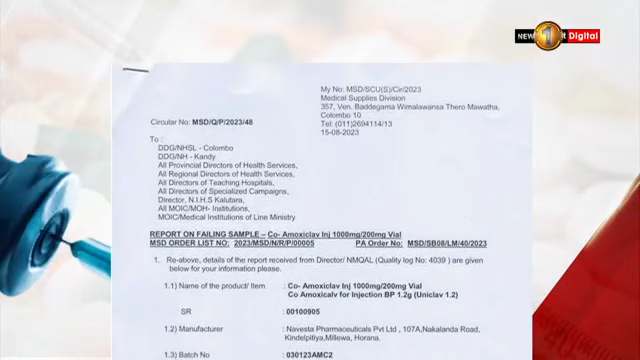 NEW 1st Digital
My No: MSD/SCU(S)/Cir/2023
Medical Supplies Division
357, Ven. Baddegama Wimalawansa Thero Mawatha,
Colombo 10
Circular No: MSD/Q/P/2023/48
Tel: (011)2694114/13
15-08-2023
To :
DDG/NHSL - Colombo
DDG/NH - Kandy
All Provincial Directors of Health Services,
All Regional Directors of Health Services,
All Directors of Teaching Hospitals,
All Directors of Specialized Campaigns,
Director, N.I.H.S Kalutara,
All MOIC/MOH- Institutions,
MOIC/Medical Institutions of Line Ministry
REPORT ON FAILING SAMPLE – Co- Amoxiclav Inj 1000mg/200mg Vial
MSD ORDER LIST NO: 2023/MSD/N/R/P/00005 PA Order No: MSD/SB08/LM/40/2023
1. Re-above, details of the report received from Director/ NMQAL (Quality log No: 4039 ) are given
below for your information please.
1.1) Name of the product/ Item : Co- Amoxiclav Inj 1000mg/200mg Vial
Co Amoxicalv for Injection BP 1.2g (Uniclav 1.2)
SR : 00100905
1.2) Manufacturer : Navesta Pharmaceuticals Pvt Ltd , 107A,Nakalanda Road,
Kindelpitiya,Millewa, Horana.
1.3) Batch No : 030123AMC2